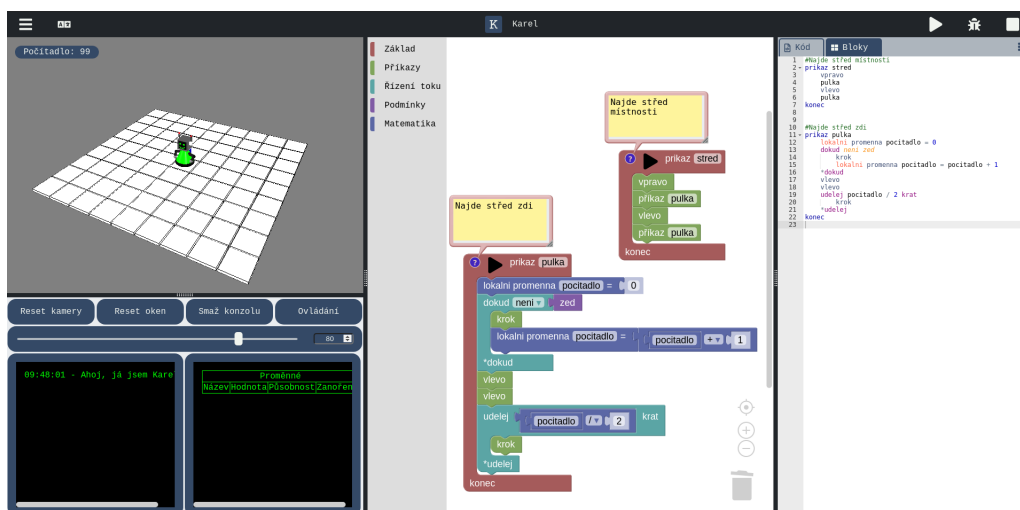 K Karel
Počítadlo: 99
Reset kamery
Reset oken
Smaž konzolu
Ovládání
80
09:48:01 - Ahoj, já jsem Kare
Proměnné
Název Hodnota Působnost Zanořen
Základ
Příkazy
Řízení toku
Podmínky
Matematika
Najde střed
místnosti
? prikaz stred
vpravo
příkaz pulka
vlevo
příkaz pulka
konec
Najde střed zdi
? prikaz pulka
lokalni promenna pocitadlo = 0
dokud neni zed
krok
lokalni promenna pocitadlo = pocitadlo + 1
*dokud
vlevo
vlevo
udelej pocitadlo / 2 krat
krok
*udelej
konec
Kód
Bloky
1 #Najde střed místnosti
2 prikaz stred
3 vpravo
4 pulka
5 vlevo
6 pulka
7 konec
8
9
10 #Najde střed zdi
11 prikaz pulka
12 lokalni promenna pocitadlo = 0
13 dokud neni zed
14 krok
15 lokalni promenna pocitadlo = pocitadlo + 1
16 *dokud
17 vlevo
18 vlevo
19 udelej pocitadlo / 2 krat
20 krok
21 *udelej
22 konec
23